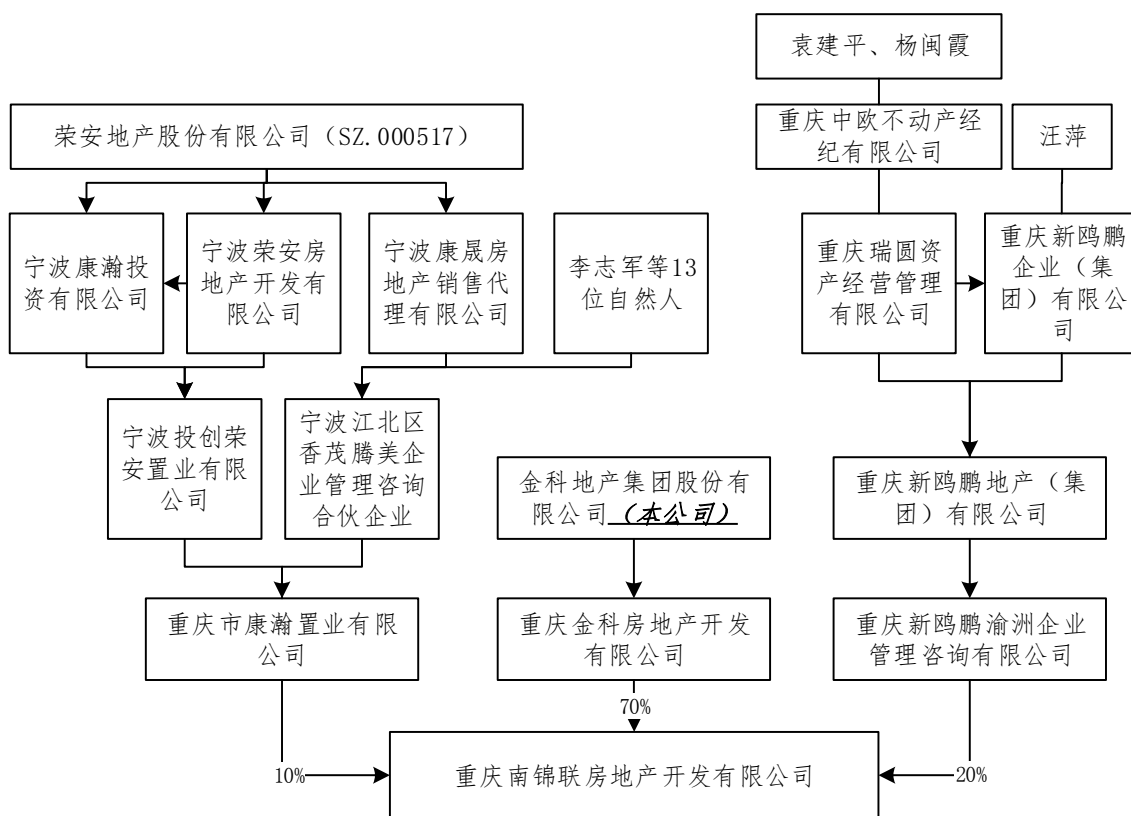 袁建平、杨闽霞
荣安地产股份有限公司（SZ.000517）
重庆中欧不动产经
纪有限公司
汪萍
宁波康瀚投
资有限公司
宁波荣安房
地产开发有
限公司
宁波康晟房
地产销售代
理有限公司
李志军等13
位自然人
重庆瑞圆资
产经营管理
有限公司
重庆新鸥鹏
企业（集
团）有限公
司
宁波投创荣
安置业有限
公司
宁波江北区
香茂腾美企
业管理咨询
合伙企业
金科地产集团股份有
限公司（本公司）
重庆新鸥鹏地产（集
团）有限公司
重庆市康瀚置业有限
公司
重庆金科房地产开发
有限公司
重庆新鸥鹏渝洲企业
管理咨询有限公司
70%
10%
20%
重庆南锦联房地产开发有限公司